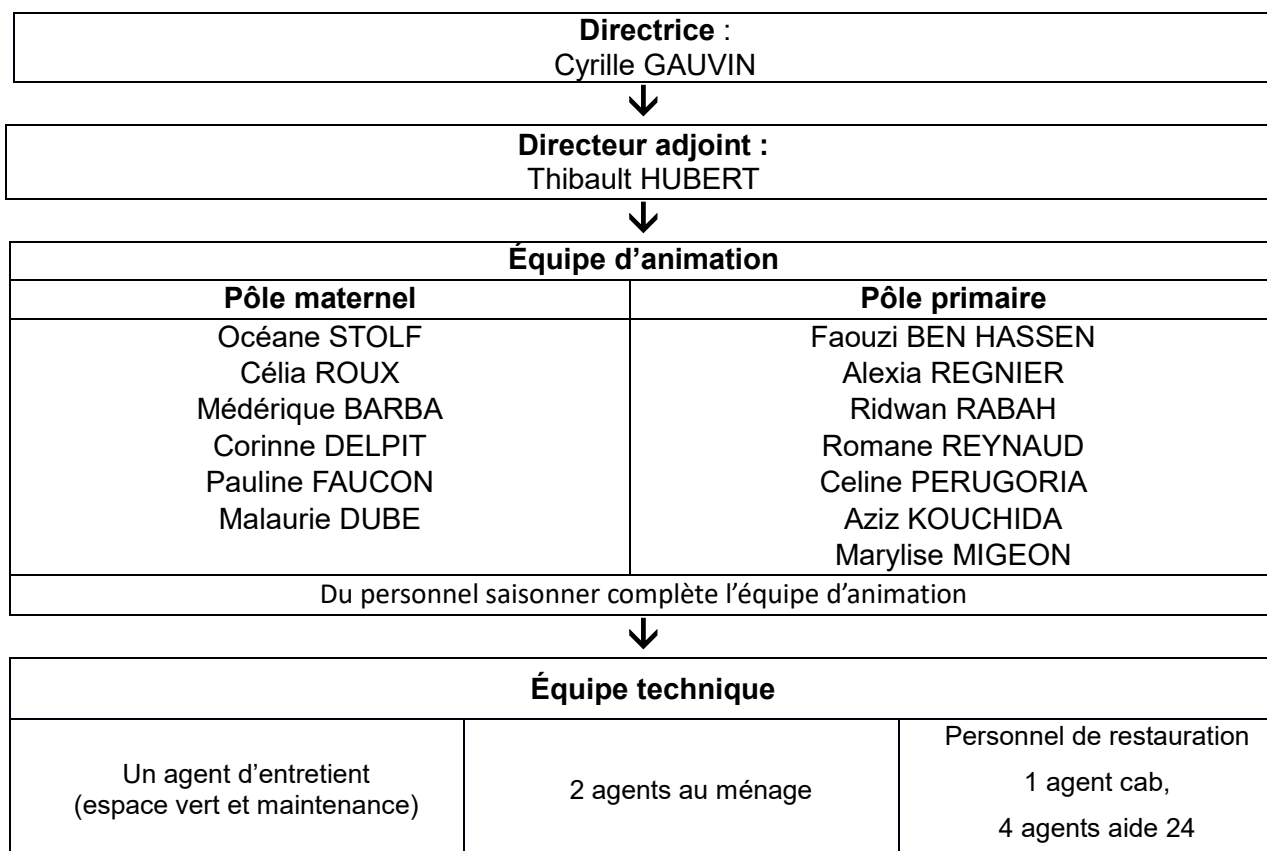 Directrice :
Cyrille GAUVIN
Directeur adjoint :
Thibault HUBERT
Équipe d'animation
Pôle maternel
Pôle primaire
Océane STOLF
Célia ROUX
Médérique BARBA
Corinne DELPIT
Pauline FAUCON
Malaurie DUBE
Faouzi BEN HASSEN
Alexia REGNIER
Ridwan RABAH
Romane REYNAUD
Celine PERUGORIA
Aziz KOUCHIDA
Marylise MIGEON
Du personnel saisonner complète l'équipe d'animation
Équipe technique
Un agent d'entretient
(espace vert et maintenance)
2 agents au ménage
Personnel de restauration
1 agent cab,
4 agents aide 24